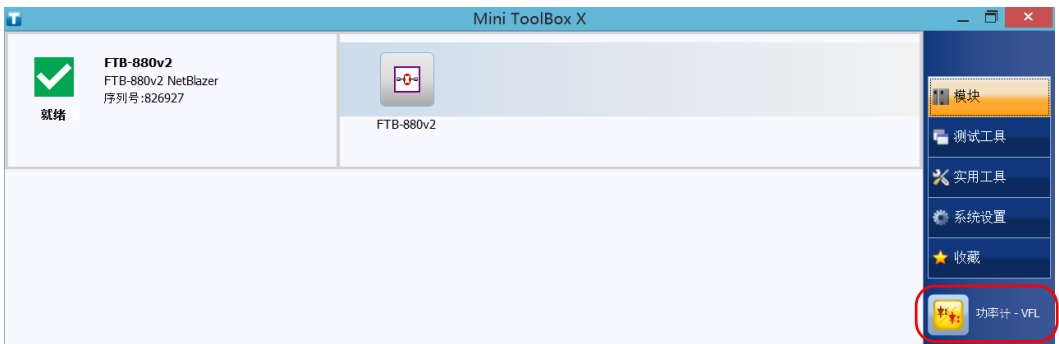 Mini ToolBox X
FTB-880v2
FTB-880v2 NetBlazer
序列号:826927
就绪
FTB-880v2
模块
测试工具
实用工具
系统设置
收藏
功率计 - VFL